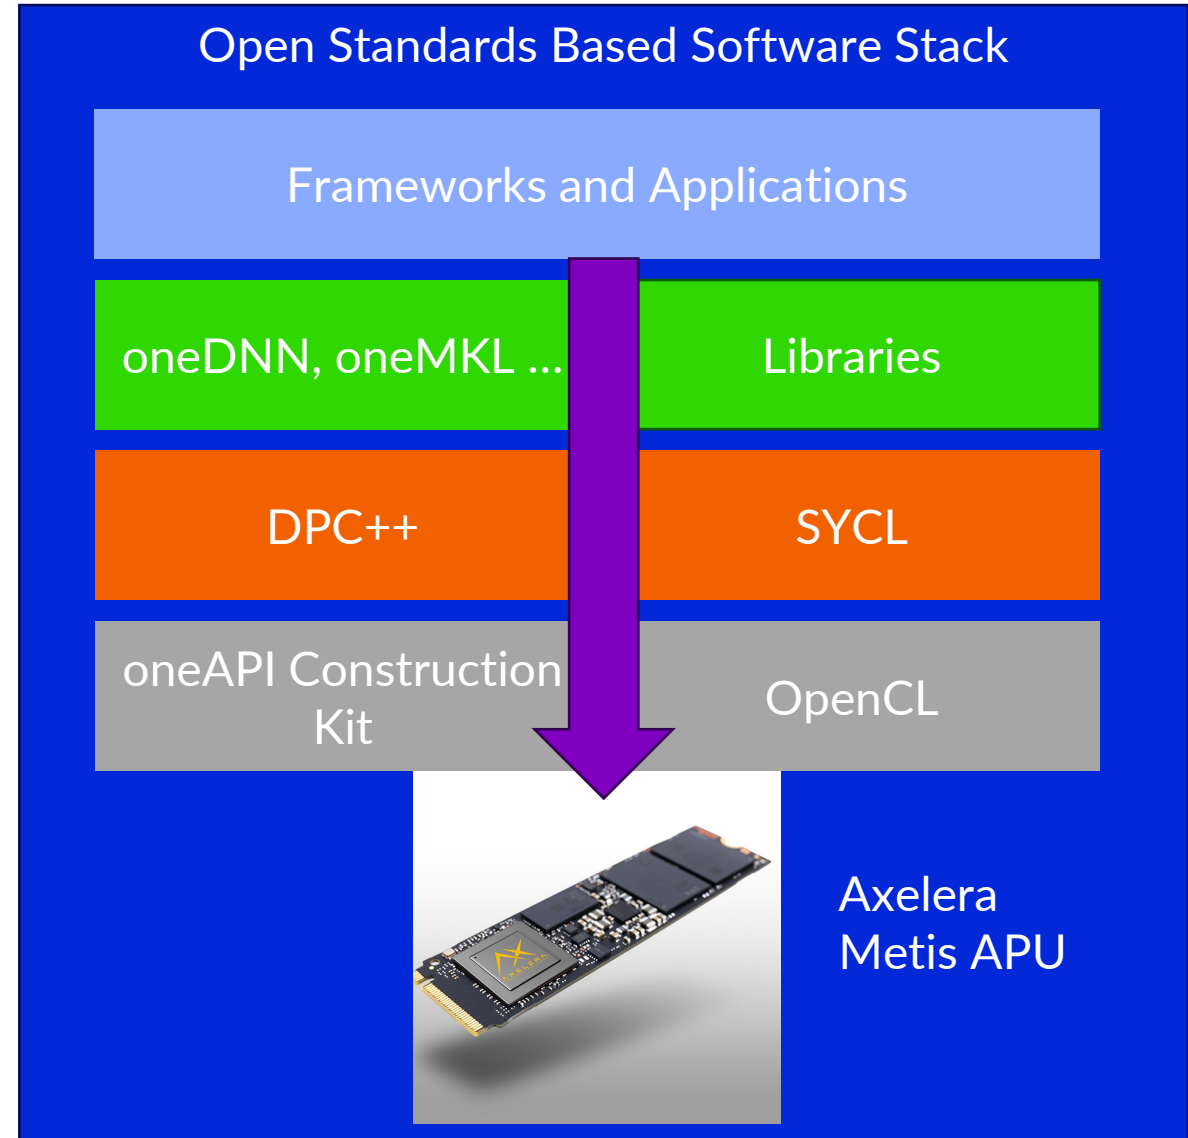 Open Standards Based Software Stack
Frameworks and Applications
oneDNN, oneMKL ...
Libraries
DPC++
SYCL
oneAPI Construction
Kit
OpenCL
AXELERA
Axelera
Metis APU